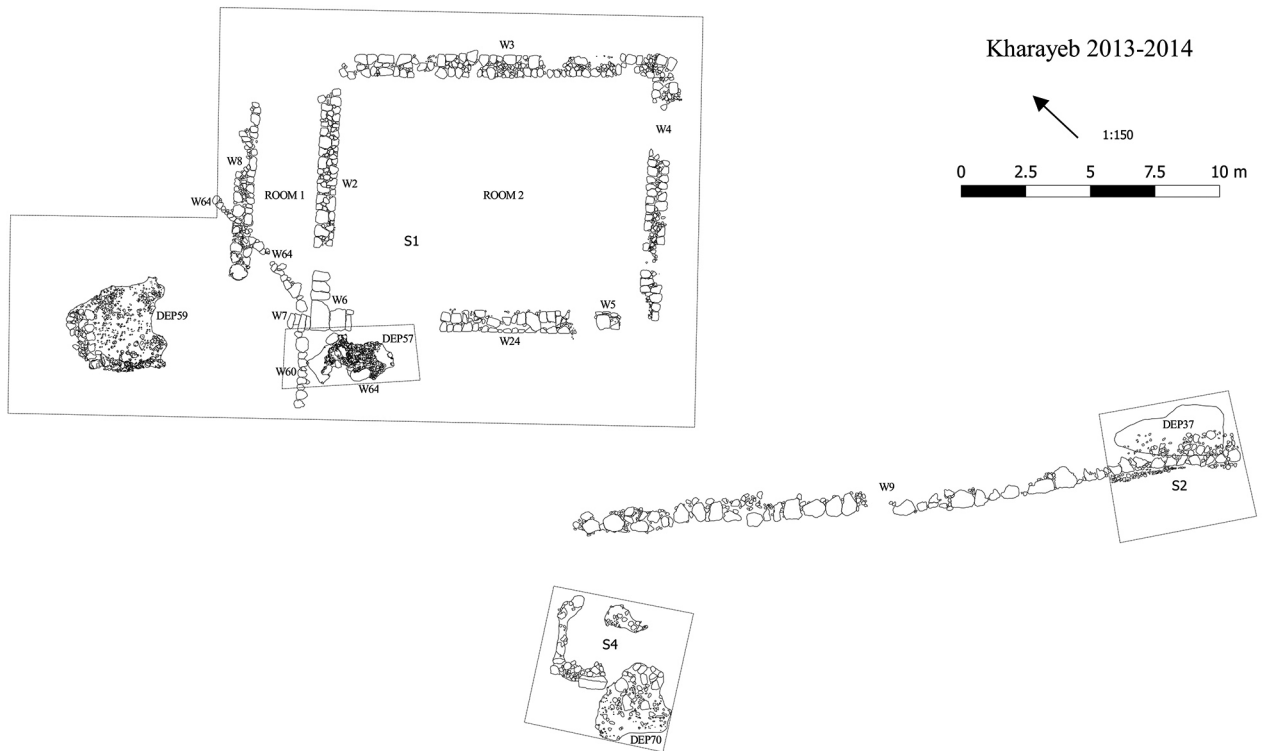 Kharayeb 2013-2014
1:150
0 2.5 5 7.5 10 m
W3
W4
W8
W2
ROOM 1
ROOM 2
W64
S1
W64
W6
W7
W5
W24
DEP59
DEP57
W60
W64
DEP37
S2
W9
S4
DEP70